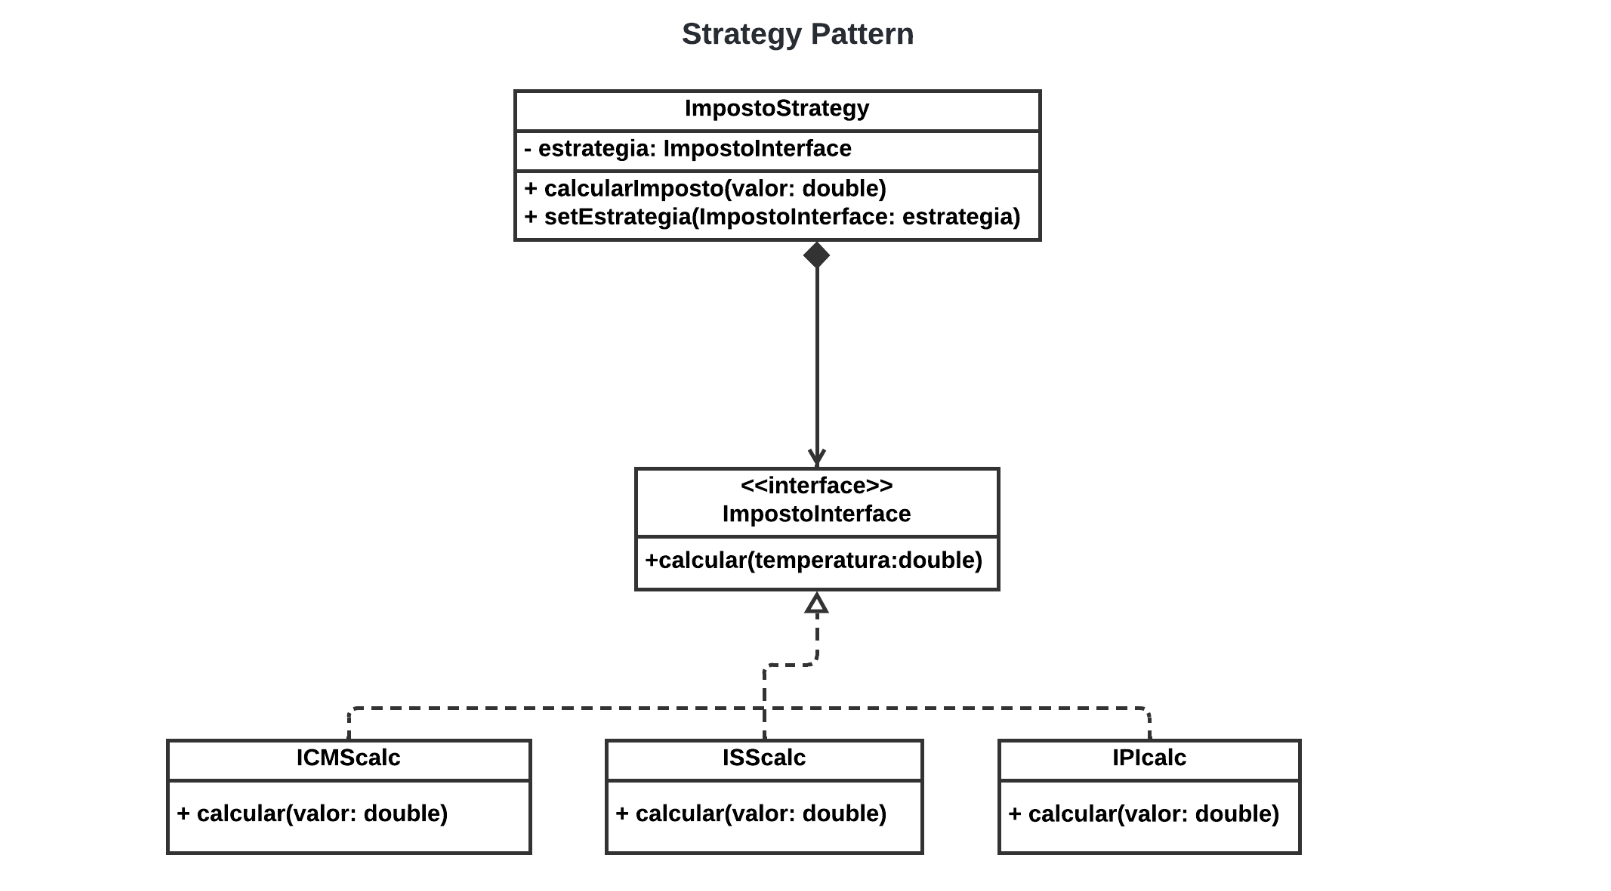 Strategy Pattern
ImpostoStrategy
- estrategia: ImpostoInterface
+ calcularImposto(valor: double)
+ setEstrategia(ImpostoInterface: estrategia)
<<interface>>
ImpostoInterface
+calcular(temperatura:double)
ICMScalc
+ calcular(valor: double)
ISScalc
+ calcular(valor: double)
IPIcalc
+ calcular(valor: double)